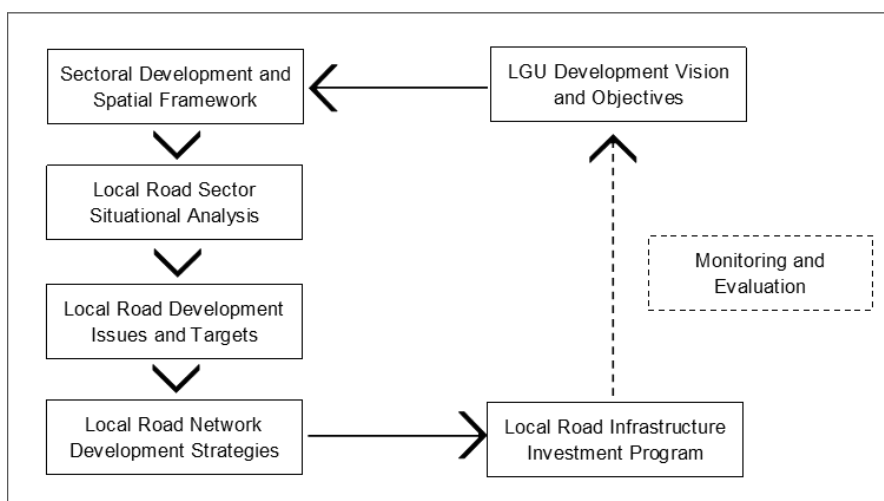 Sectoral Development and
Spatial Framework
LGU Development Vision
and Objectives
Local Road Sector
Situational Analysis
Monitoring and
Evaluation
Local Road Development
Issues and Targets
Local Road Network
Development Strategies
Local Road Infrastructure
Investment Program